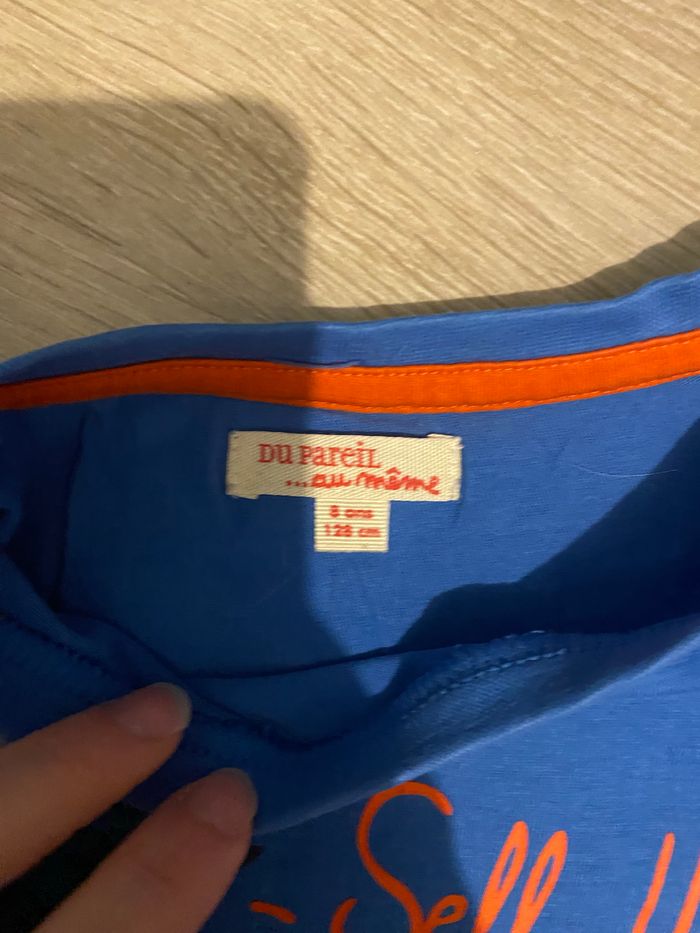 DU PareiL
...au même
8 ans
128 cm